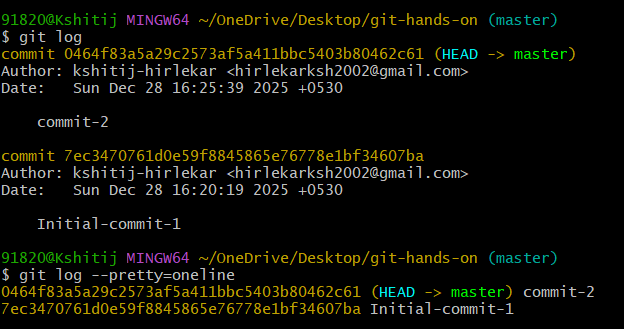 91820@Kshitij MINGW64 ~/OneDrive/Desktop/git-hands-on (master)
$ git log
commit 0464f83a5a29c2573af5a411bbc5403b80462c61 (HEAD -> master)
Author: kshitij-hirlekar <hirlekarksh2002@gmail.com>
Date:   Sun Dec 28 16:25:39 2025 +0530
    commit-2
commit 7ec3470761d0e59f8845865e76778e1bf34607ba
Author: kshitij-hirlekar <hirlekarksh2002@gmail.com>
Date:   Sun Dec 28 16:20:19 2025 +0530
    Initial-commit-1
91820@Kshitij MINGW64 ~/OneDrive/Desktop/git-hands-on (master)
$ git log --pretty=oneline
0464f83a5a29c2573af5a411bbc5403b80462c61 (HEAD -> master) commit-2
7ec3470761d0e59f8845865e76778e1bf34607ba Initial-commit-1